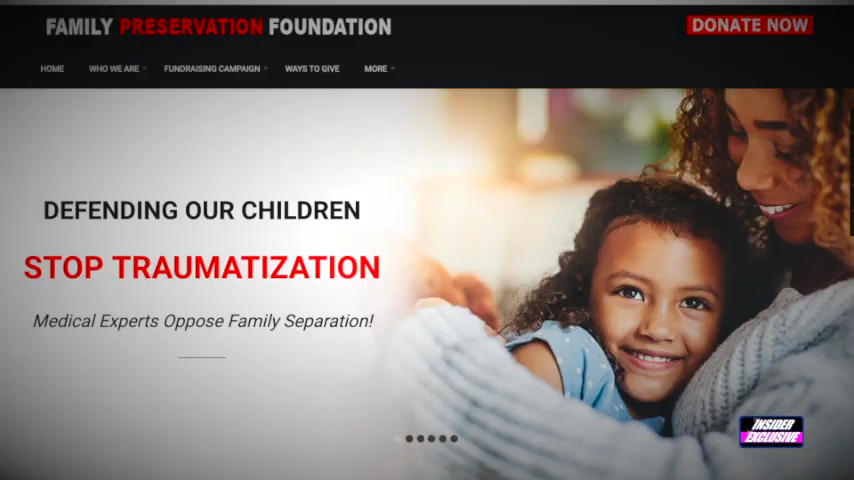 FAMILY PRESERVATION FOUNDATION
DONATE NOW
HOME
WHO WE ARE
FUNDRAISING CAMPAIGN
WAYS TO GIVE
MORE
DEFENDING OUR CHILDREN
STOP TRAUMATIZATION
Medical Experts Oppose Family Separation!
INSIDER
EXCLUSIVE